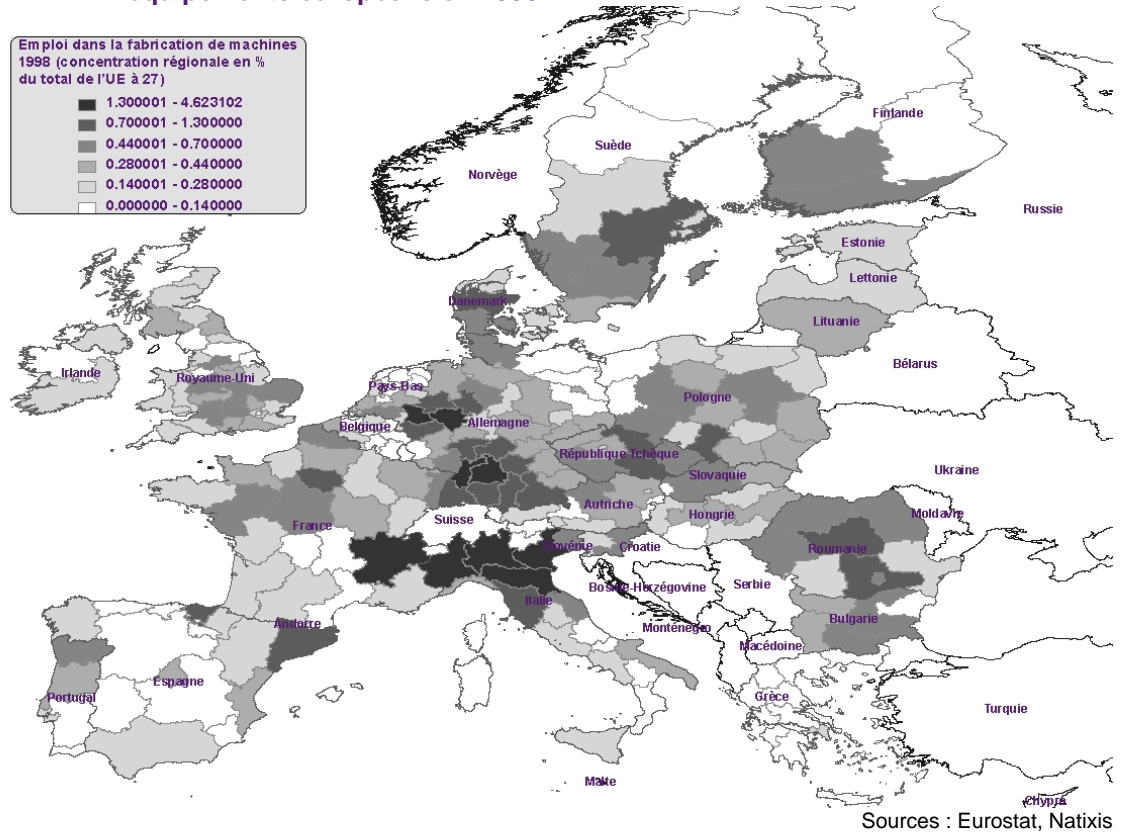 Emploi dans la fabrication de machines
1998 (concentration régionale en %
du total de l'UE à 27)
1.300001 - 4.623102
0.700001 - 1.300000
0.440001 - 0.700000
0.280001 - 0.440000
0.140001 - 0.280000
0.000000 - 0.140000
Finlande
Suède
Norvège
Russie
Estonie
Lettonie
Danemark
Lituanie
Bélarus
Irlande
Royaume-Uni
Pays-Bas
Pologne
Belgique
Allemagne
République Tchèque
Ukraine
Slovaquie
Autriche
Hongrie
Moldavie
Suisse
France
Slovénie
Croatie
Roumanie
Bosnie-Herzégovine
Serbie
Italie
Andorre
Bulgarie
Monténegro
Macédoine
Espagne
Portugal
Grèce
Turquie
Malte
Chypre
Sources : Eurostat, Natixis